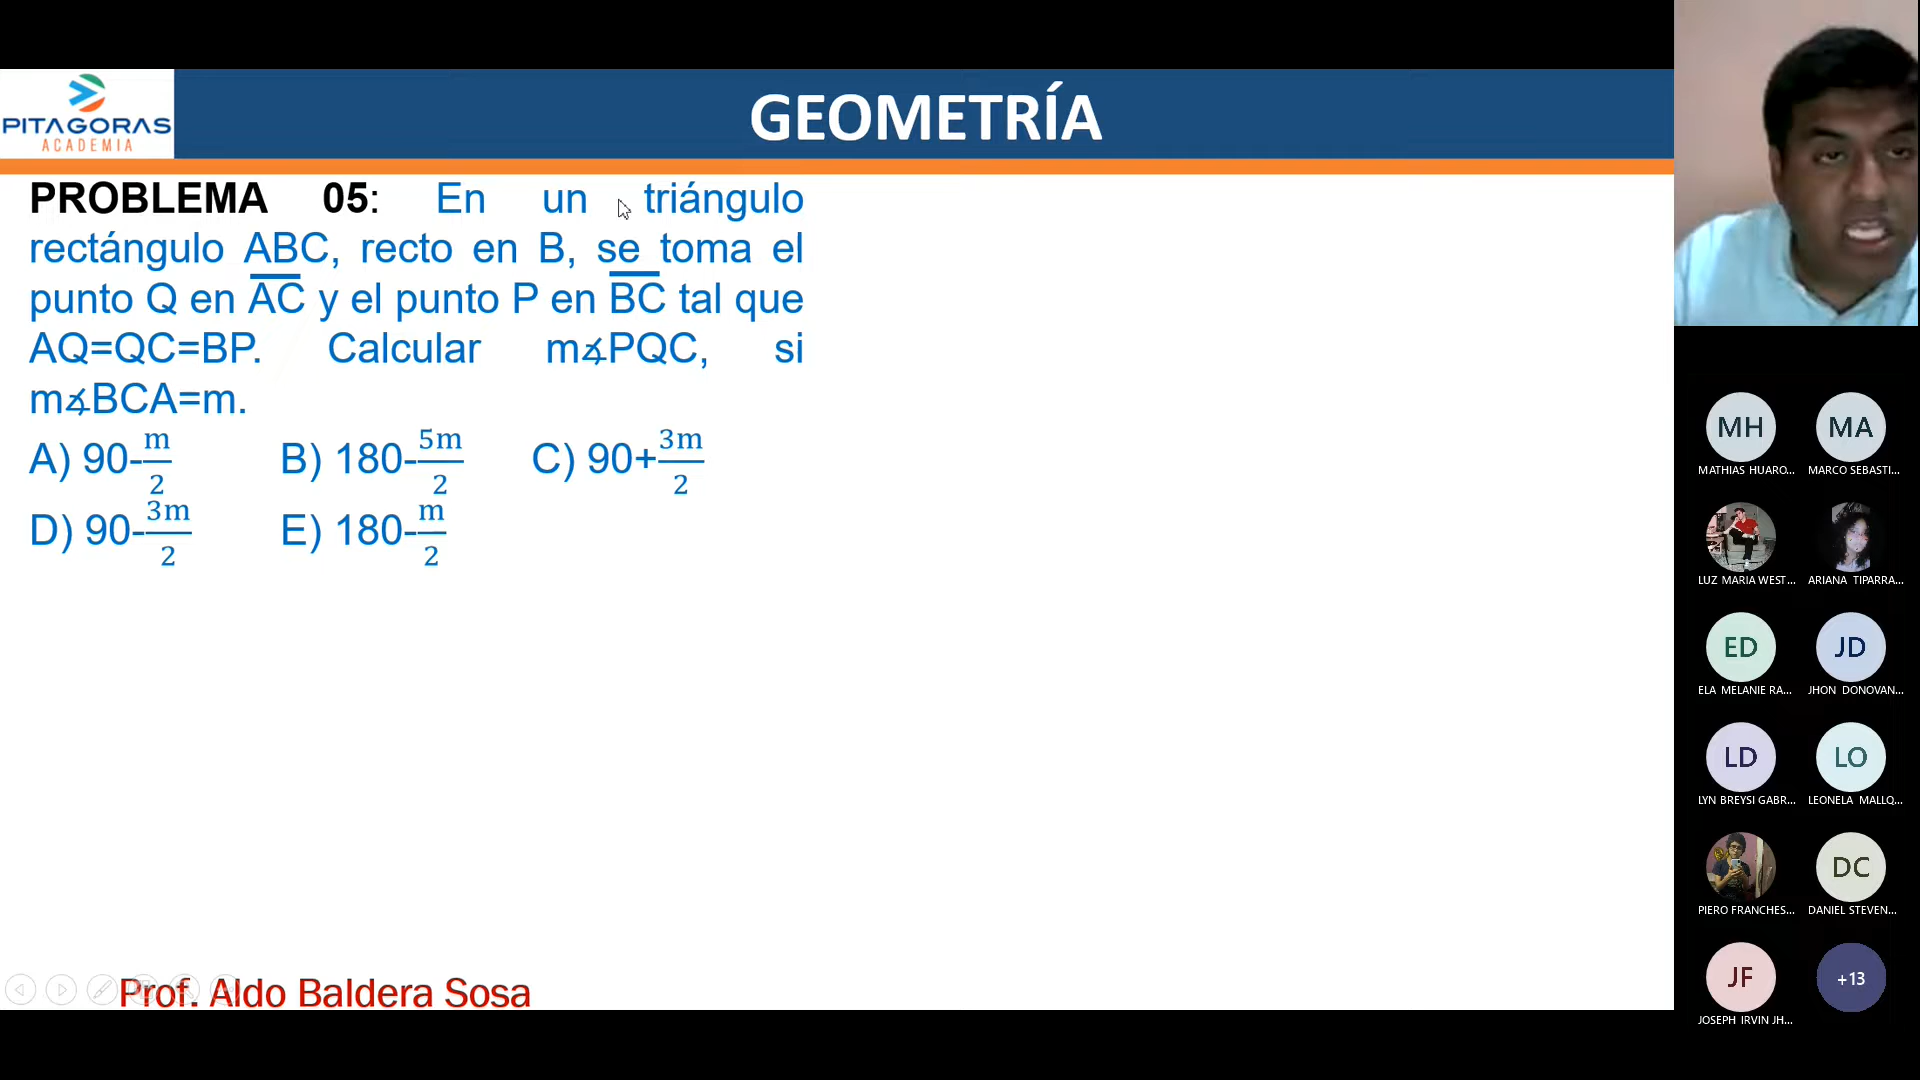 PITAGORAS
ACADEMIA
GEOMETRÍA
PROBLEMA 05: En un triángulo
rectángulo ABC, recto en B, se toma el
punto Q en A̅C̅ y el punto P en B̅C̅ tal que
AQ=QC=BP. Calcular m∡PQC, si
m∡BCA=m.
A) 90-m/2 B) 180-5m/2 C) 90+3m/2
D) 90-3m/2 E) 180-m/2
Prof. Aldo Baldera Sosa
MH MA
MATHIAS HUARO... MARCO SEBASTI...
LUZ MARIA WEST... ARIANA TIPARRA...
ED JD
ELA MELANIE RA... JHON DONOVAN...
LD LO
LYN BREYSI GABR... LEONELA MALLQ...
DC
PIERO FRANCHES... DANIEL STEVEN...
JF +13
JOSEPH IRVIN JH...